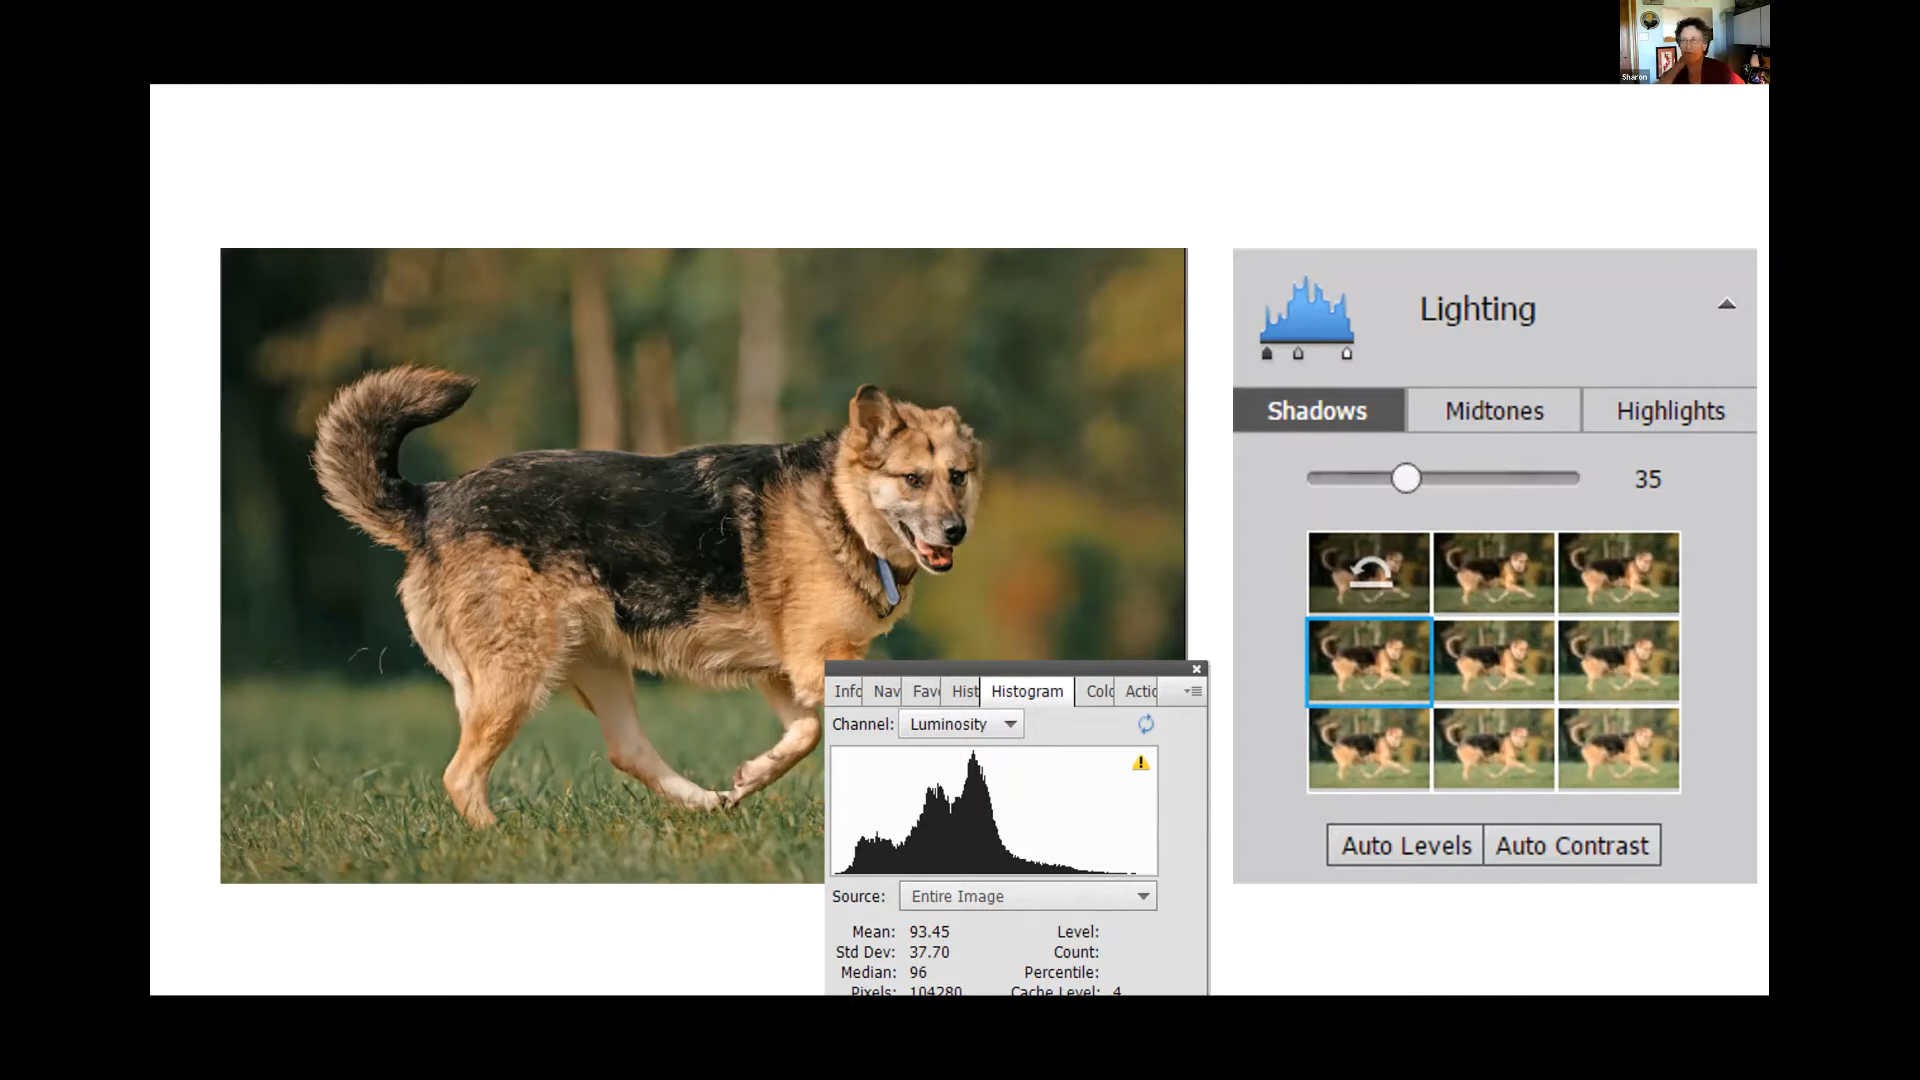 Sharon
Lighting
Shadows Midtones Highlights
35
Auto Levels Auto Contrast
Info Nav Fav Hist Histogram Colo Actio
Channel: Luminosity
Source: Entire Image
Mean: 93.45 Level:
Std Dev: 37.70 Count:
Median: 96 Percentile:
Pixels: 104280 Cache Level: 4